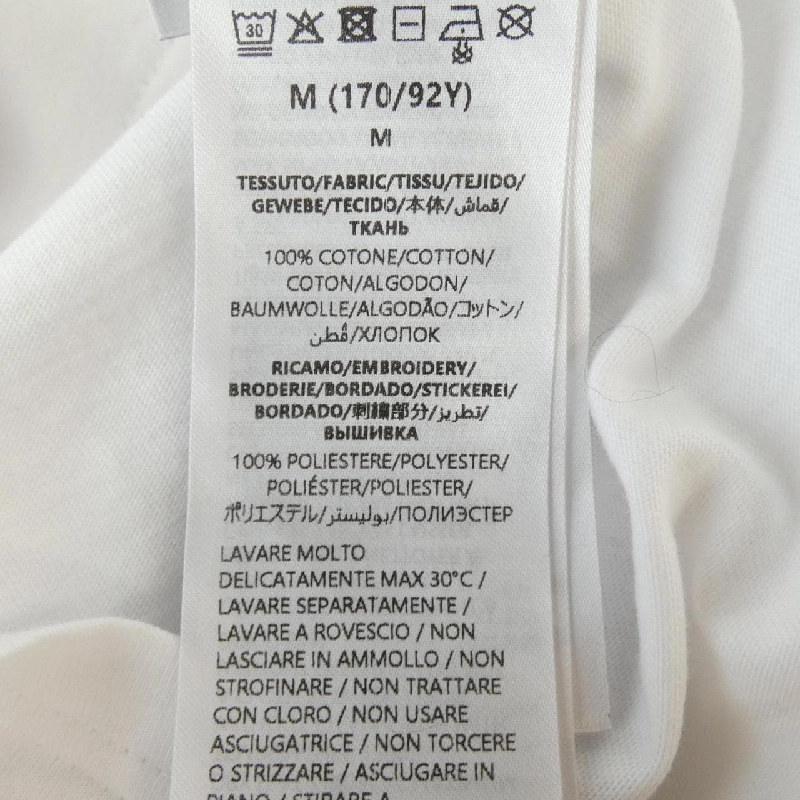 30
M (170/92Y)
M
TESSUTO/FABRIC/TISSU/TEJIDO/
GEWEBE/TECIDO/本体/قماش/
ТКАНЬ
100% COTONE/COTTON/
COTON/ALGODON/
BAUMWOLLE/ALGODÃO/コットン/
قُطن/ХЛОПОК
RICAMO/EMBROIDERY/
BRODERIE/BORDADO/STICKEREI/
BORDADO/刺繍部分/تطريز/
ВЫШИВКА
100% POLIESTERE/POLYESTER/
POLIÉSTER/POLIESTER/
ポリエステル/بوليستر/ПОЛИЭСТЕР
LAVARE MOLTO
DELICATAMENTE MAX 30°C /
LAVARE SEPARATAMENTE /
LAVARE A ROVESCIO / NON
LASCIARE IN AMMOLLO / NON
STROFINARE / NON TRATTARE
CON CLORO / NON USARE
ASCIUGATRICE / NON TORCERE
O STRIZZARE / ASCIUGARE IN
PIANO / STIRARE A